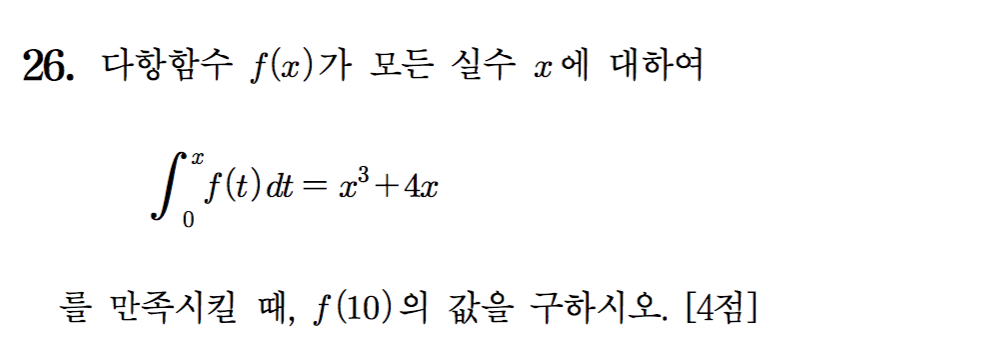 26. 다항함수 f(x)가 모든 실수 x에 대하여
∫₀ˣ f(t)dt = x³+4x
를 만족시킬 때, f(10)의 값을 구하시오. [4점]